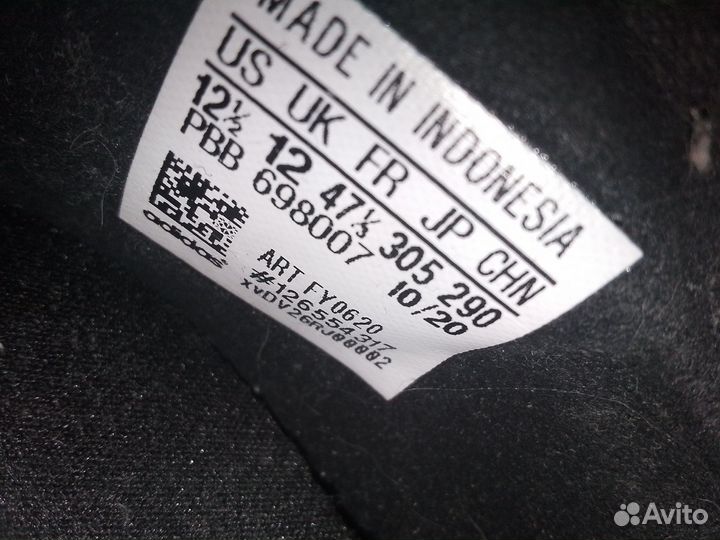 MADE IN INDONESIA
US UK FR JP CHN
12½ 12 47⅓ 305 290
PBB 698007 10/20
adidas
ART FY0620
#126554317
xvDV26RJ00002
Avito